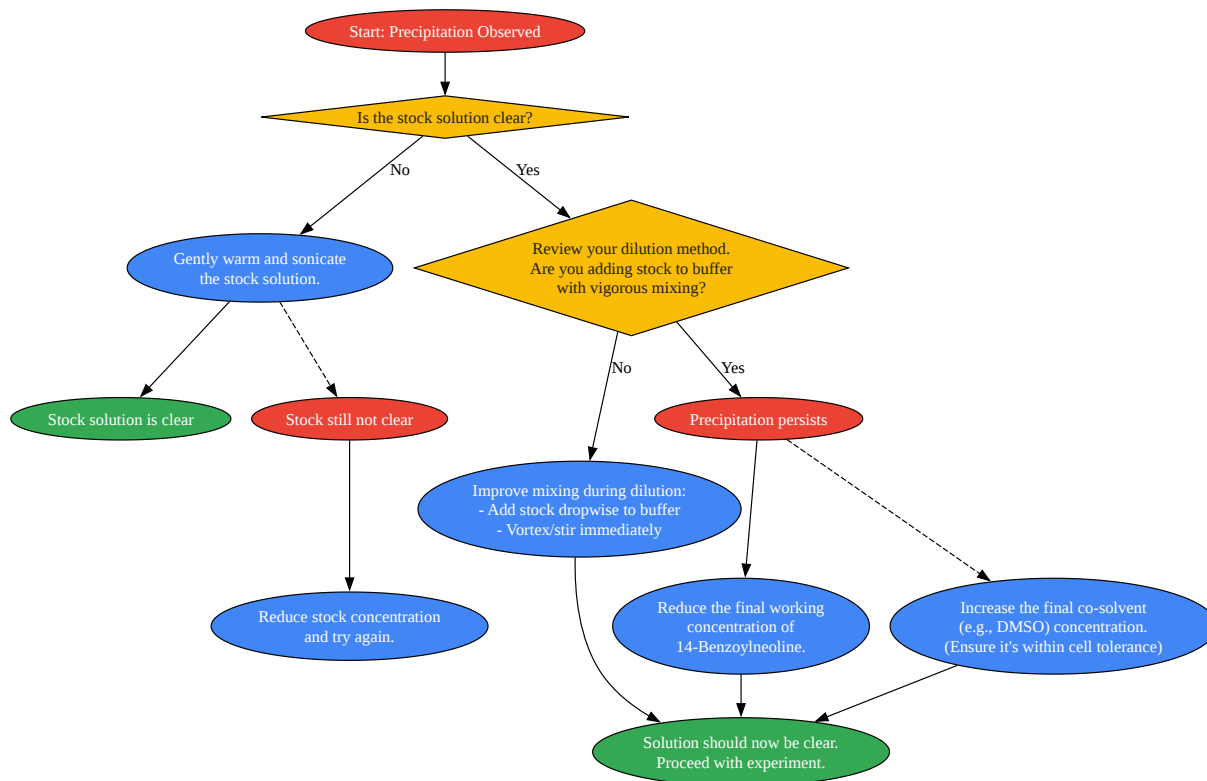 Start: Precipitation Observed
Is the stock solution clear?
No
Yes
Gently warm and sonicate
the stock solution.
Review your dilution method.
Are you adding stock to buffer
with vigorous mixing?
No
Yes
Stock solution is clear
Stock still not clear
Precipitation persists
Improve mixing during dilution:
- Add stock dropwise to buffer
- Vortex/stir immediately
Reduce stock concentration
and try again.
Reduce the final working
concentration of
14-Benzoylneoline.
Increase the final co-solvent
(e.g., DMSO) concentration.
(Ensure it's within cell tolerance)
Solution should now be clear.
Proceed with experiment.